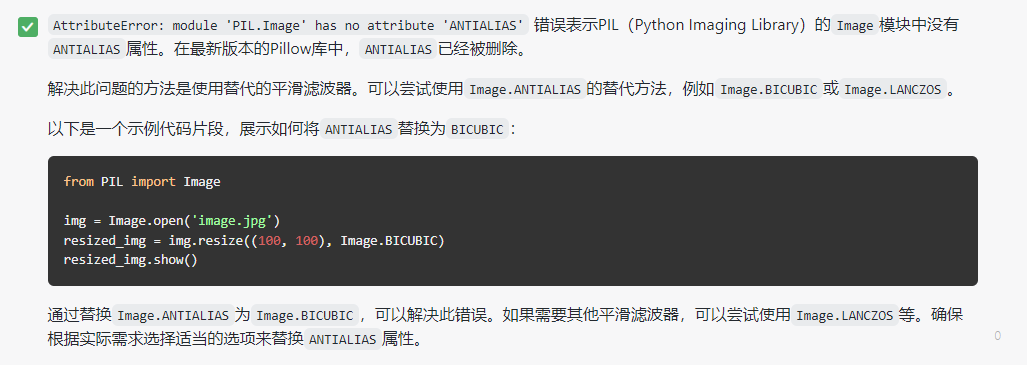 AttributeError: module 'PIL.Image' has no attribute 'ANTIALIAS' 错误表示PIL（Python Imaging Library）的 Image 模块中没有
ANTIALIAS 属性。在最新版本的Pillow库中，ANTIALIAS 已经被删除。
解决此问题的方法是使用替代的平滑滤波器。可以尝试使用 Image.ANTIALIAS 的替代方法，例如 Image.BICUBIC 或 Image.LANCZOS 。
以下是一个示例代码片段，展示如何将 ANTIALIAS 替换为 BICUBIC：
from PIL import Image
img = Image.open('image.jpg')
resized_img = img.resize((100, 100), Image.BICUBIC)
resized_img.show()
通过替换 Image.ANTIALIAS 为 Image.BICUBIC ，可以解决此错误。如果需要其他平滑滤波器，可以尝试使用 Image.LANCZOS 等。确保
根据实际需求选择适当的选项来替换 ANTIALIAS 属性。
0